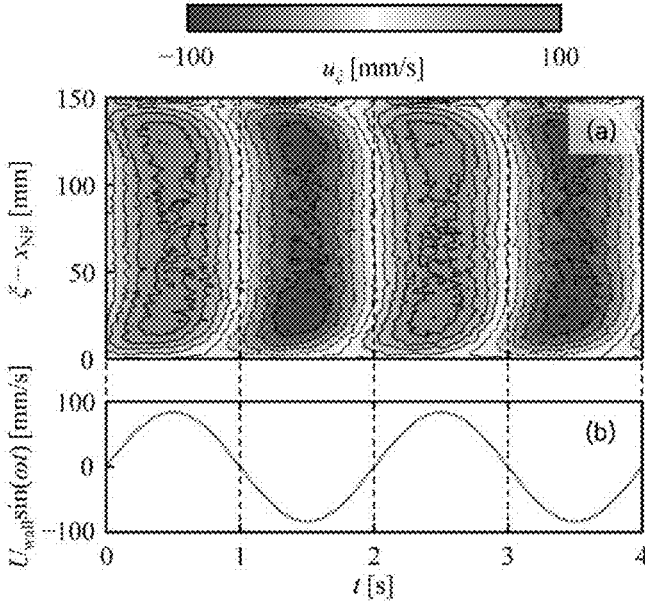 −100 100
u_ξ [mm/s]
150
(a)
100
ξ − x_NF [mm]
50
0
100
(b)
U_wall sin(ωt) [mm/s]
0
−100
0 1 2 3 4
t [s]